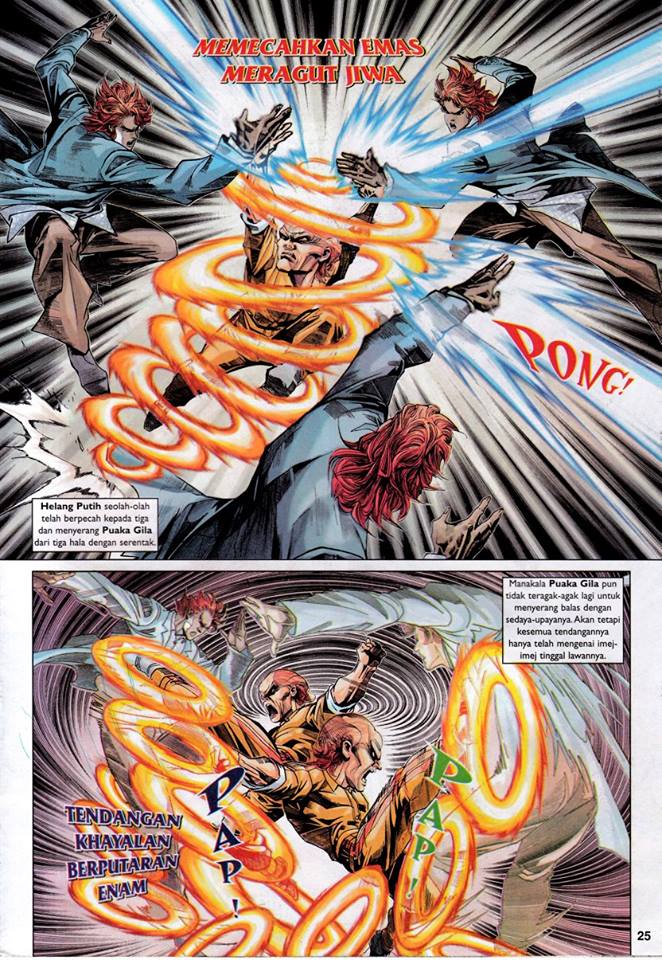 MEMECAHKAN EMAS
MERAGUT JIWA
PONG!
Helang Putih seolah-olah
telah berpecah kepada tiga
dan menyerang Puaka Gila
dari tiga hala dengan serentak.
Manakala Puaka Gila pun
tidak teragak-agak lagi untuk
menyerang balas dengan
sedaya-upayanya. Akan tetapi
kesemua tendangannya
hanya telah mengenai imej-
imej tinggal lawannya.
TENDANGAN
KHAYALAN
BERPUTARAN
ENAM
PAP!
PAP!
25